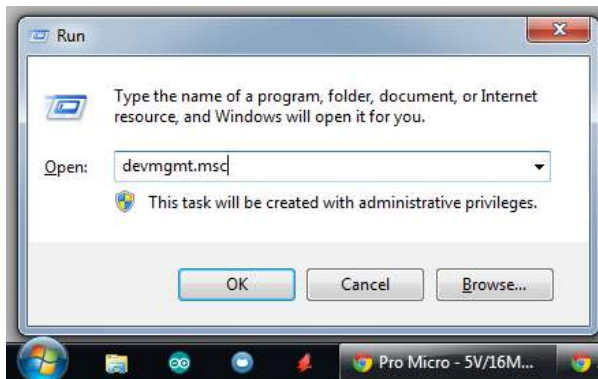 Run
Type the name of a program, folder, document, or Internet
resource, and Windows will open it for you.
Open:
devmgmt.msc
This task will be created with administrative privileges.
OK
Cancel
Browse...
Pro Micro - 5V/16M...